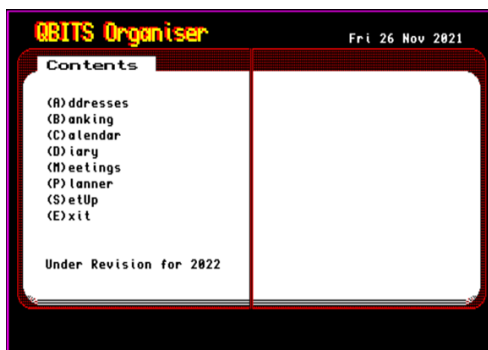 QBITS Organiser
Fri 26 Nov 2021
Contents
(A)ddresses
(B)anking
(C)alendar
(D)iary
(M)eetings
(P)lanner
(S)etUp
(E)xit
Under Revision for 2022